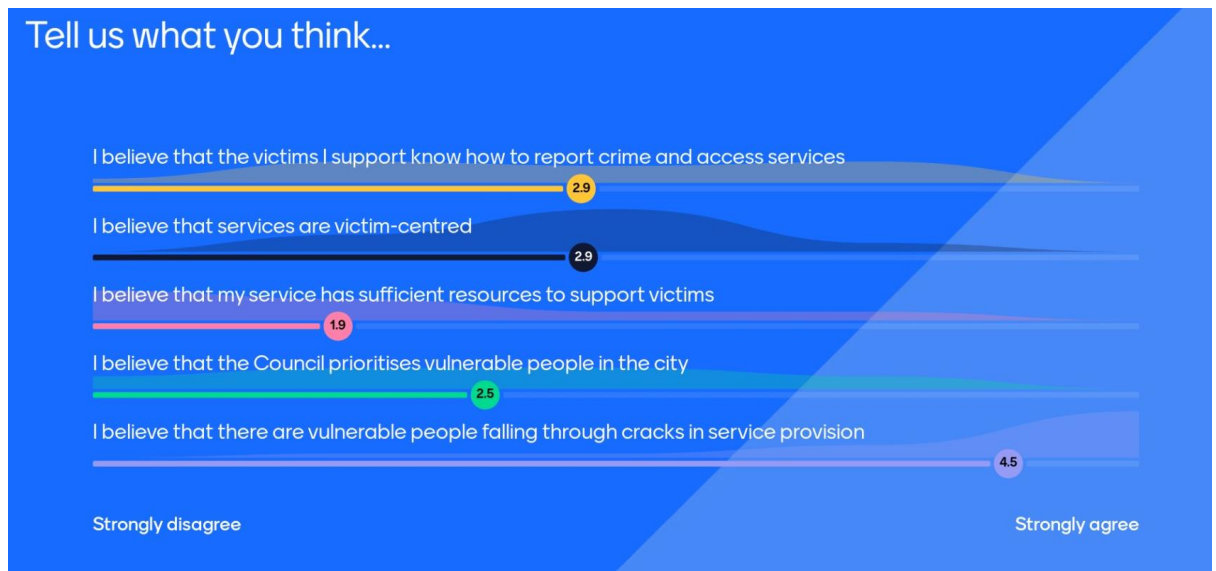 Tell us what you think...
I believe that the victims I support know how to report crime and access services
2.9
I believe that services are victim-centred
2.9
I believe that my service has sufficient resources to support victims
1.9
I believe that the Council prioritises vulnerable people in the city
2.5
I believe that there are vulnerable people falling through cracks in service provision
4.5
Strongly disagree
Strongly agree